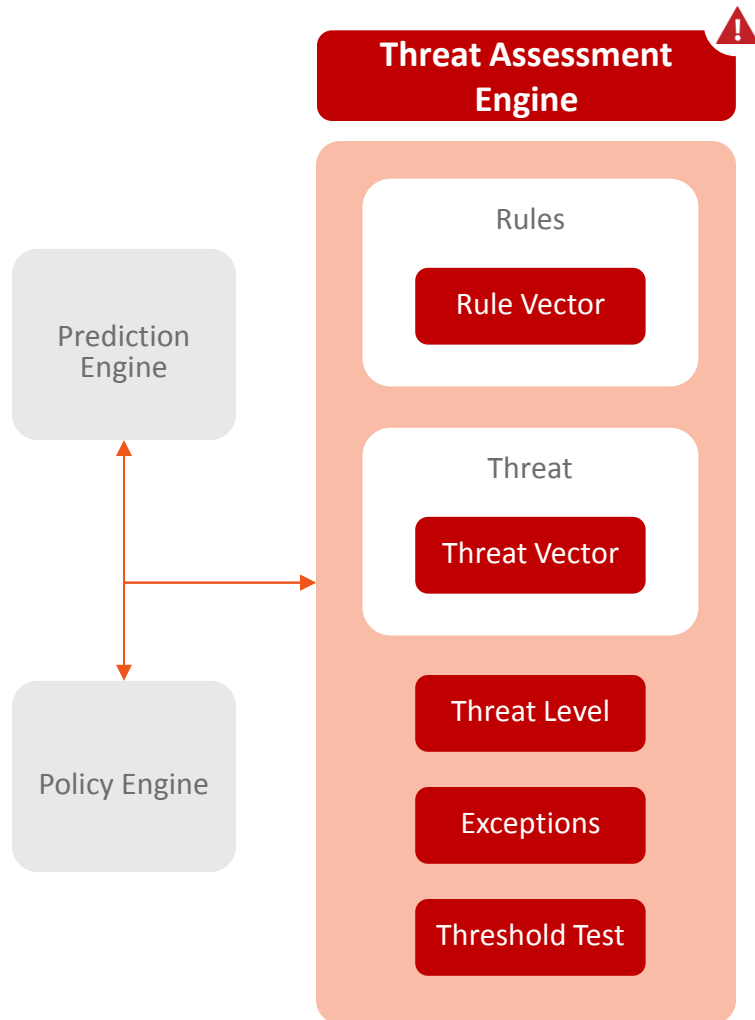 Threat Assessment
Engine
Rules
Rule Vector
Prediction
Engine
Threat
Threat Vector
Threat Level
Policy Engine
Exceptions
Threshold Test